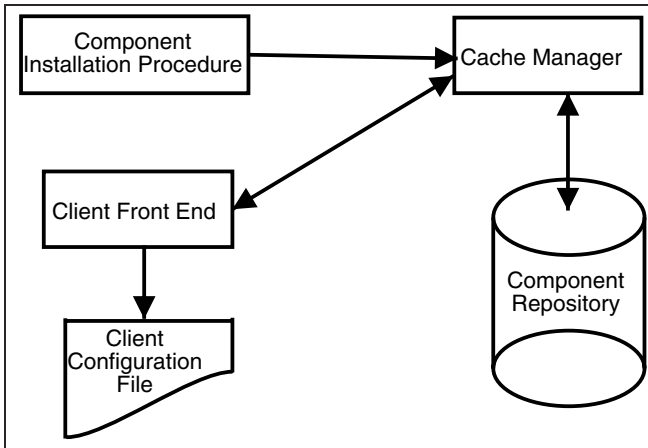 Component
Installation Procedure
Cache Manager
Client Front End
Component
Repository
Client
Configuration
File